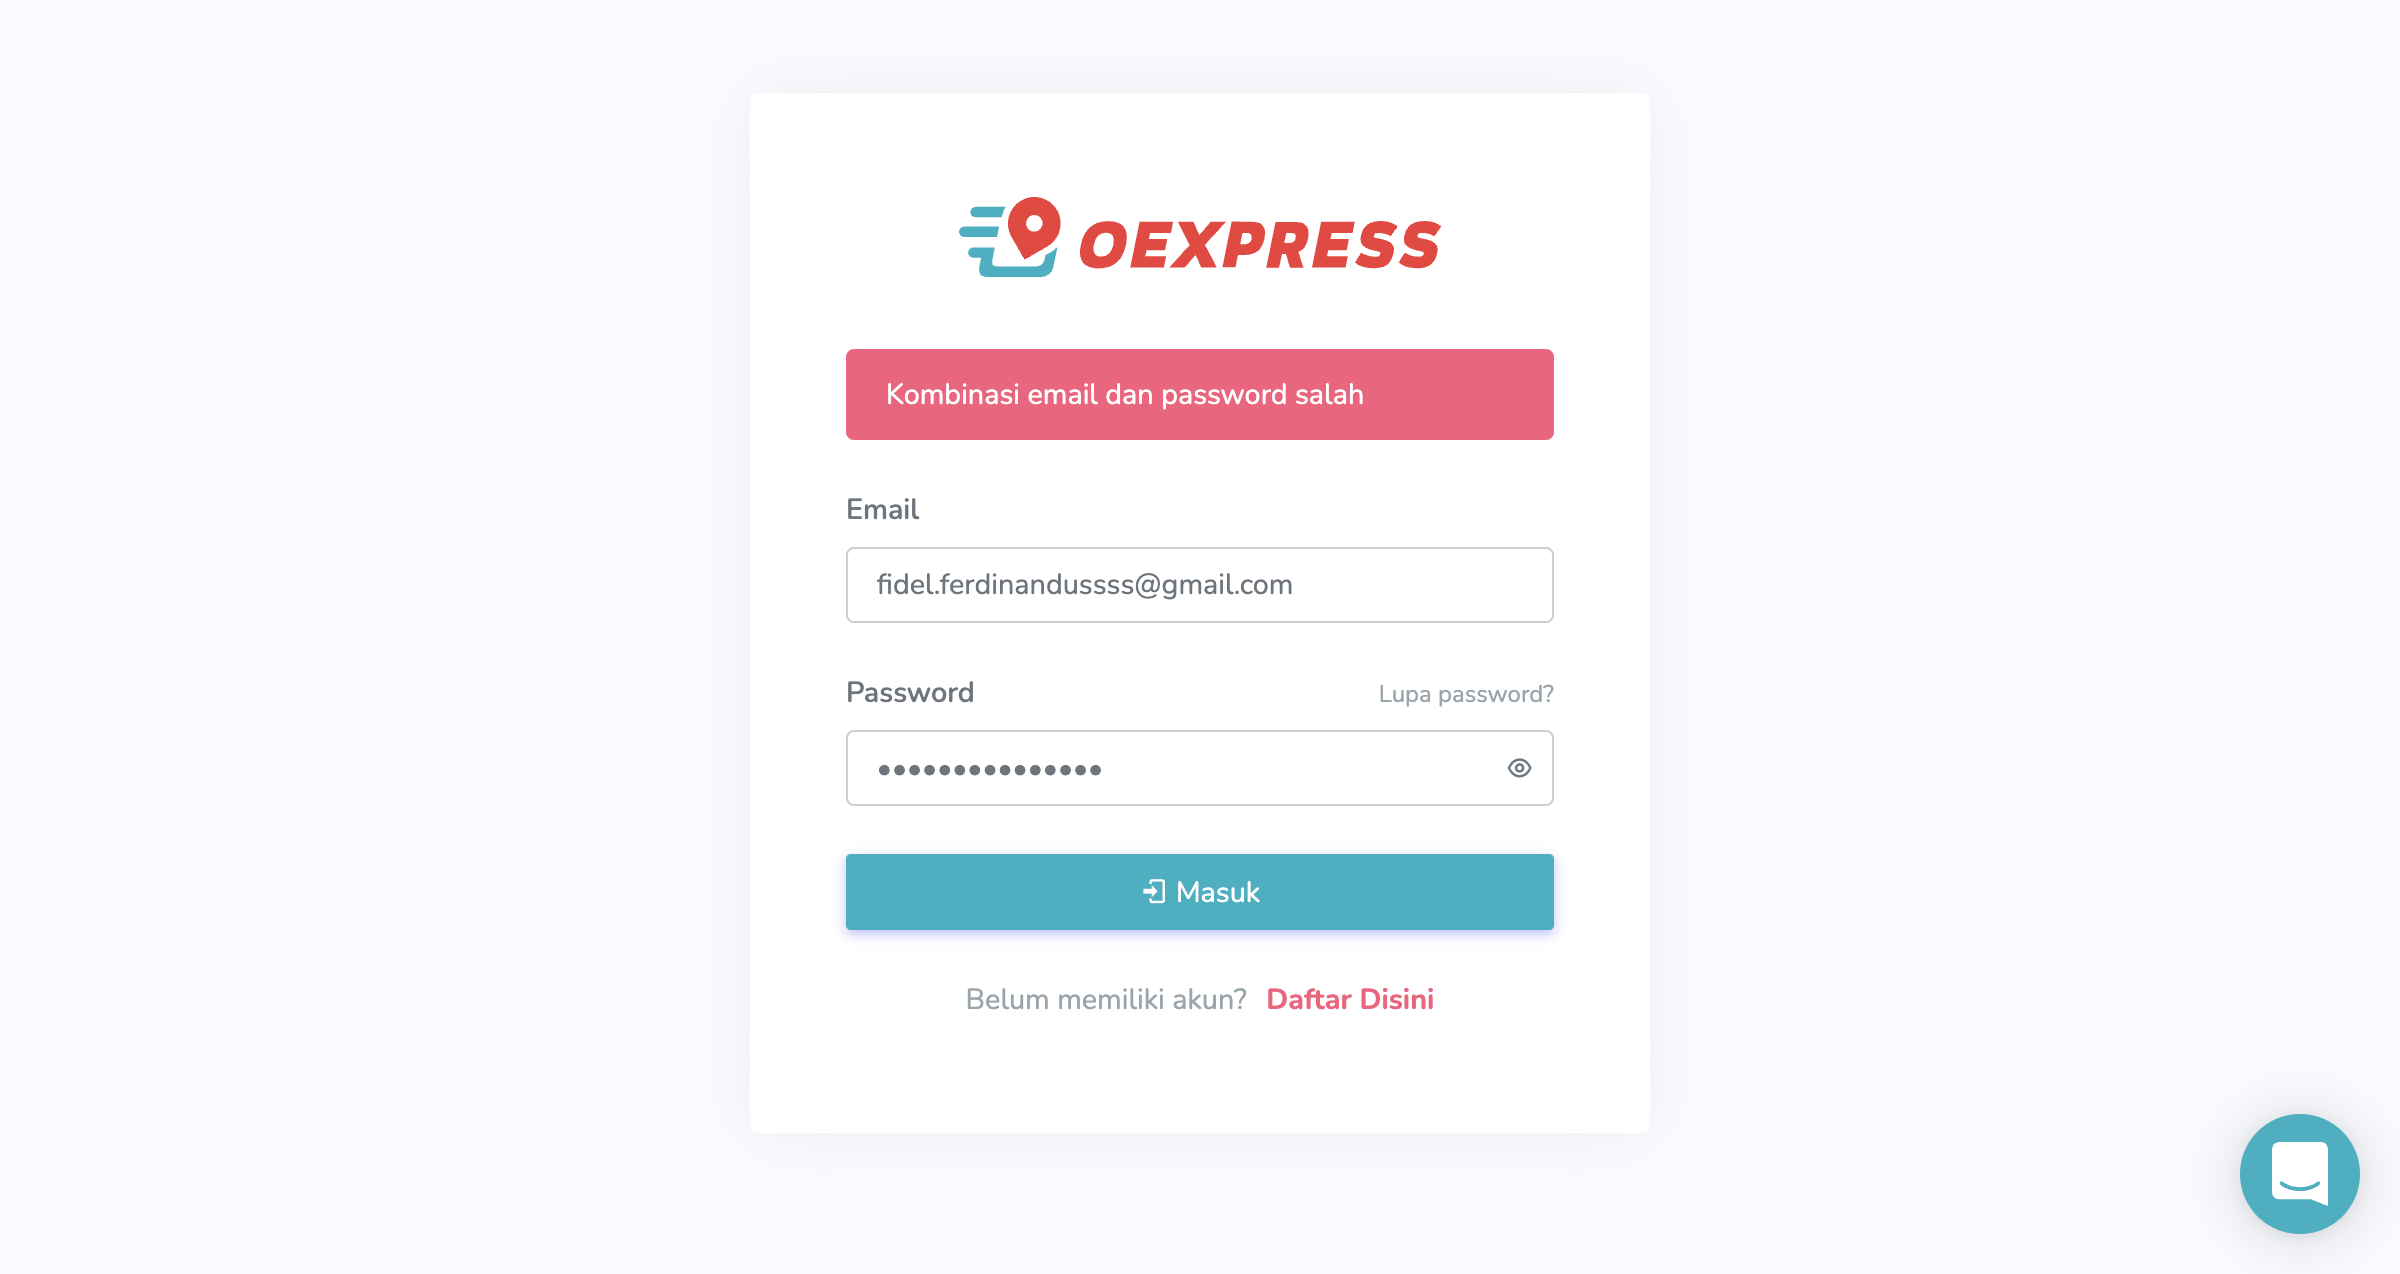 OEXPRESS
Kombinasi email dan password salah
Email
fidel.ferdinandussss@gmail.com
Password
Lupa password?
Masuk
Belum memiliki akun? Daftar Disini